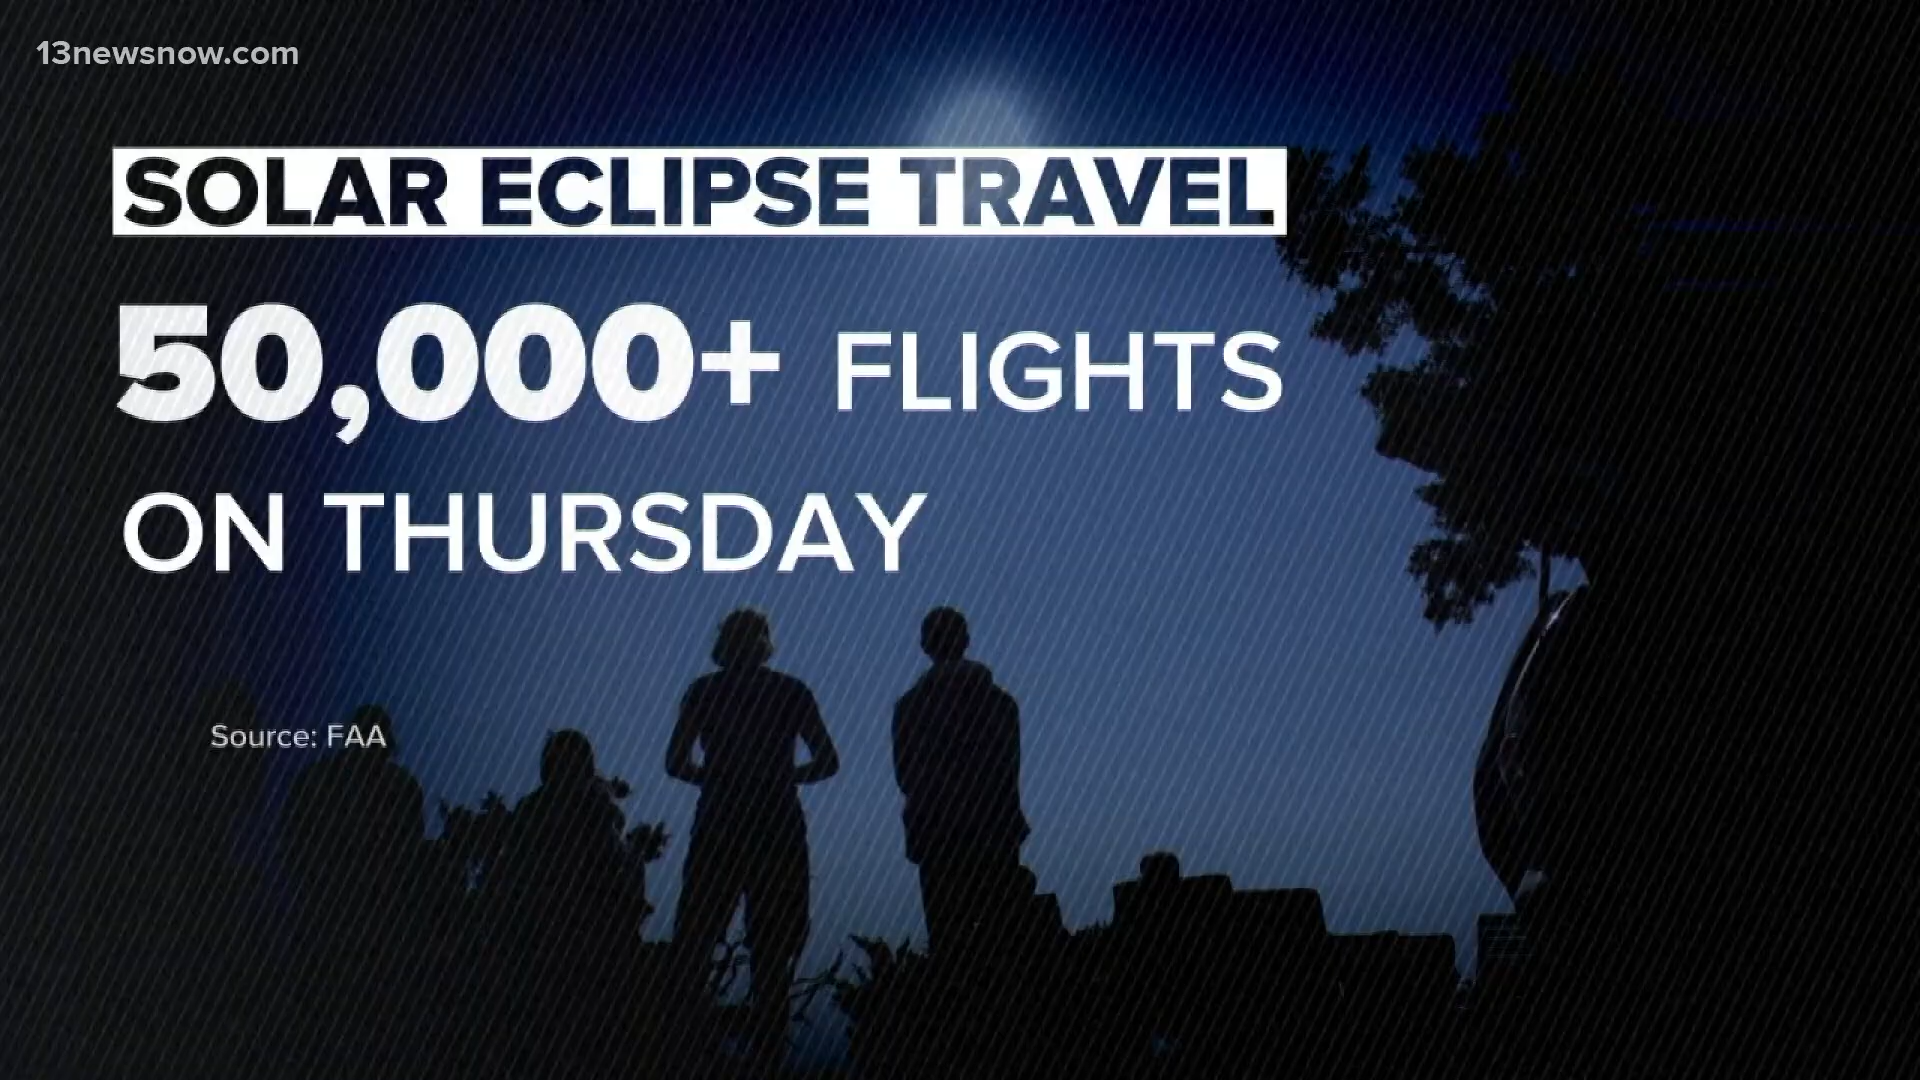 13newsnow.com
SOLAR ECLIPSE TRAVEL
50,000+ FLIGHTS
ON THURSDAY
Source: FAA